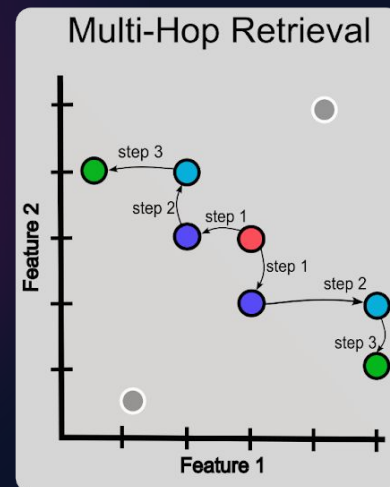 Multi-Hop Retrieval
step 3
step 2
step 1
step 1
step 2
step 3
Feature 2
Feature 1